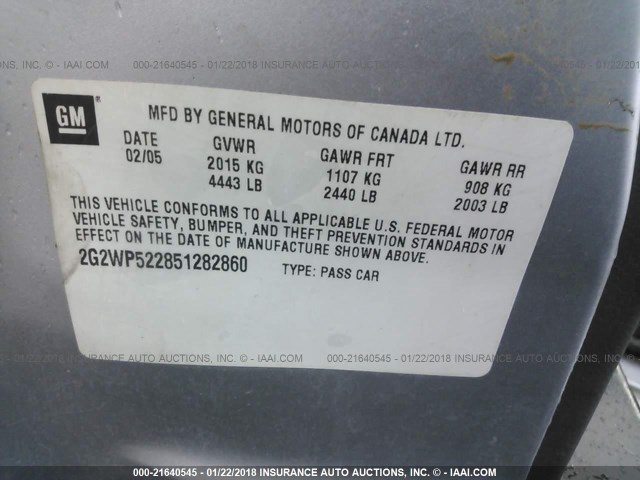 © IAAI.com 000-21640545 - 01/22/2018 INSURANCE AUTO AUCTIONS, INC. - © IAAI.com 000-21640545 - 01/22/2018
GM®
MFD BY GENERAL MOTORS OF CANADA LTD.
DATE GVWR GAWR FRT GAWR RR
02/05 2015 KG 1107 KG 908 KG
4443 LB 2440 LB 2003 LB
THIS VEHICLE CONFORMS TO ALL APPLICABLE U.S. FEDERAL MOTOR
VEHICLE SAFETY, BUMPER, AND THEFT PREVENTION STANDARDS IN
EFFECT ON THE DATE OF MANUFACTURE SHOWN ABOVE.
2G2WP522851282860 TYPE: PASS CAR
AUTO AUCTIONS, INC. - © IAAI.com 000-21640545 - 01/22/2018 INSURANCE AUTO AUCTIONS, INC. - © IAAI.com
000-21640545 - 01/22/2018 INSURANCE AUTO AUCTIONS, INC. - © IAAI.com